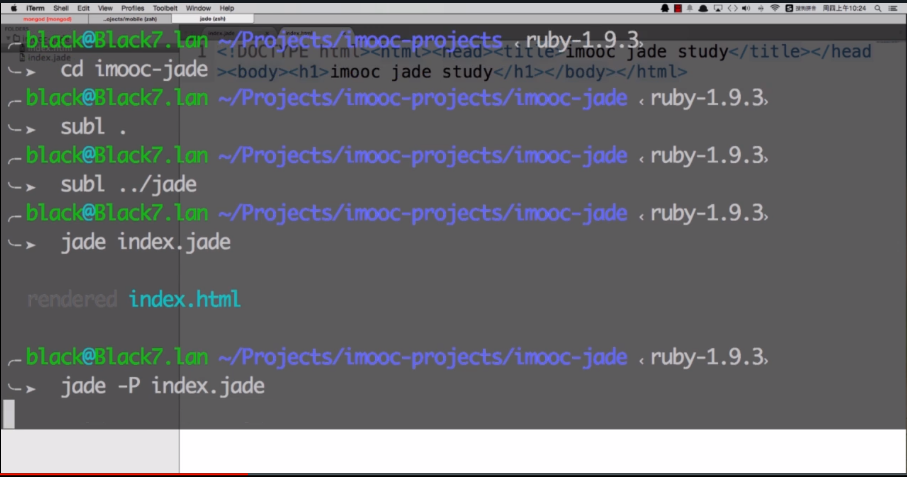 iTerm Shell Edit View Profiles Toolbelt Window Help 周四上午10:24
mongod (mongod) ...ojects/mobile (zsh) jade (zsh)
black@Black7.lan ~/Projects/imooc-projects ‹ruby-1.9.3›
1 <!DOCTYPE html><html><head><title>imooc jade study</title></head
index.jade
cd imooc-jade
><body><h1>imooc jade study</h1></body></html>
black@Black7.lan ~/Projects/imooc-projects/imooc-jade ‹ruby-1.9.3›
subl .
black@Black7.lan ~/Projects/imooc-projects/imooc-jade ‹ruby-1.9.3›
subl ../jade
black@Black7.lan ~/Projects/imooc-projects/imooc-jade ‹ruby-1.9.3›
jade index.jade
rendered index.html
black@Black7.lan ~/Projects/imooc-projects/imooc-jade ‹ruby-1.9.3›
jade -P index.jade